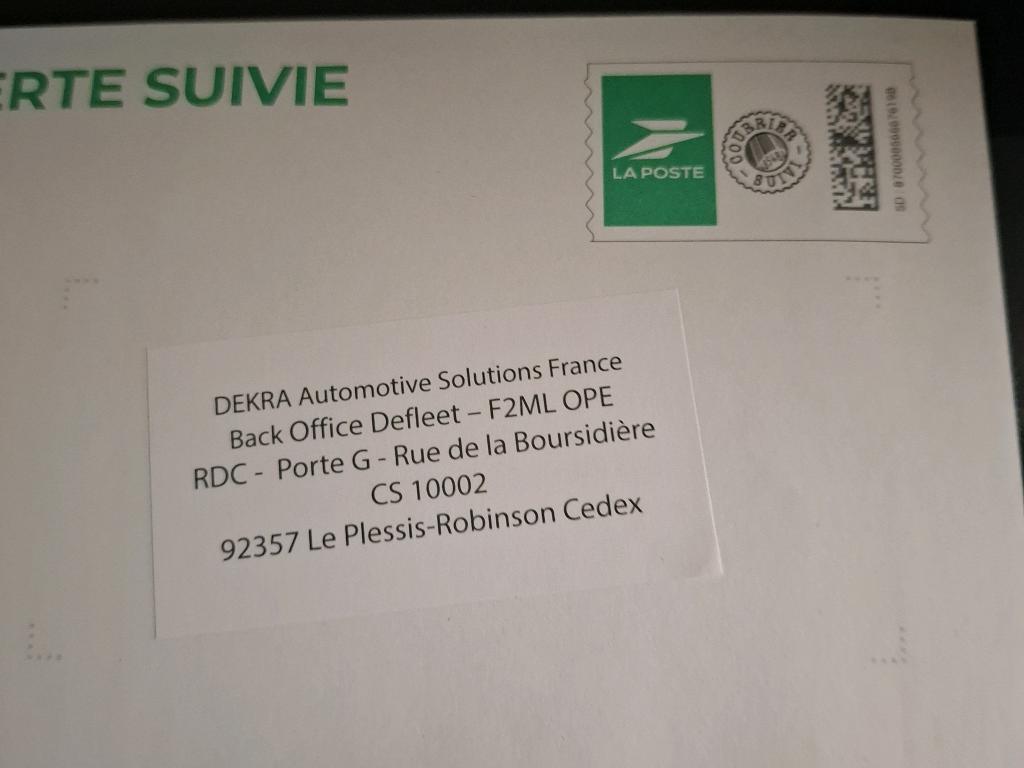 ERTE SUIVIE
LA POSTE
COURRIER
SUIVI
DEKRA Automotive Solutions France
Back Office Defleet – F2ML OPE
RDC - Porte G - Rue de la Boursidière
CS 10002
92357 Le Plessis-Robinson Cedex